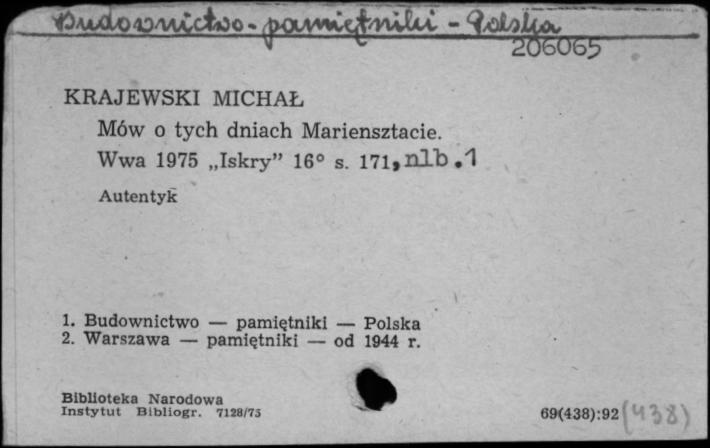 Budownictwo - pamiętniki - Polska
206065
KRAJEWSKI MICHAŁ
Mów o tych dniach Mariensztacie.
Wwa 1975 „Iskry” 16° s. 171, nlb. 1
Autentyk
1. Budownictwo — pamiętniki — Polska
2. Warszawa — pamiętniki — od 1944 r.
Biblioteka Narodowa
Instytut Bibliogr. 7128/75
69(438):92 (438)